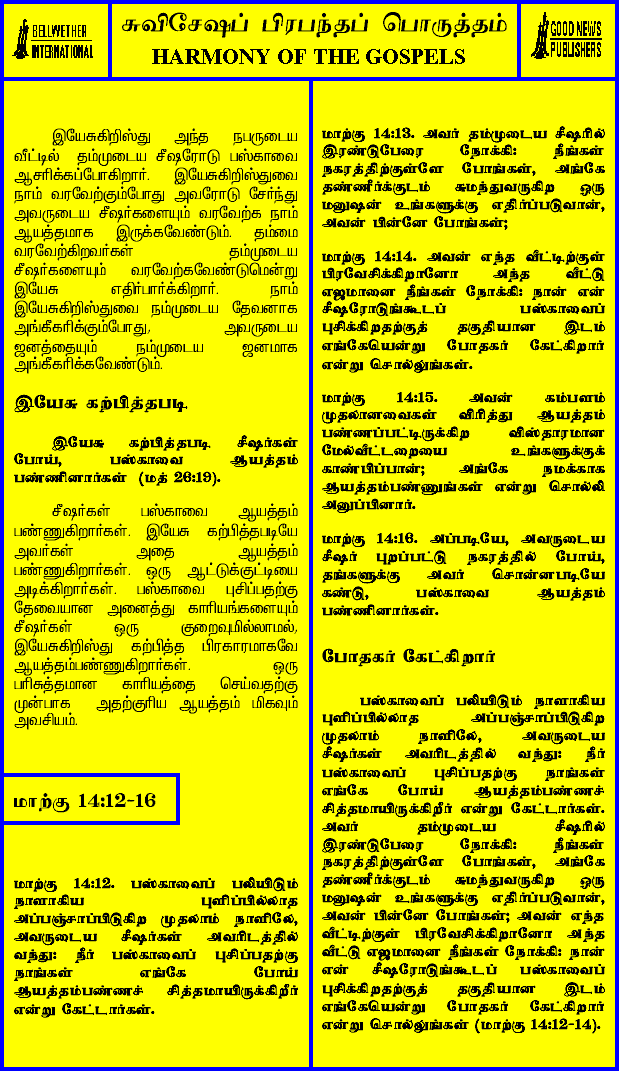 BELLWETHER
INTERNATIONAL
சுவிசேஷப் பிரபந்தப் பொருத்தம்
HARMONY OF THE GOSPELS
GOOD NEWS
PUBLISHERS
இயேசுகிறிஸ்து அந்த நபருடைய
வீட்டில் தம்முடைய சீஷரோடு பஸ்காவை
ஆசரிக்கப்போகிறார். இயேசுகிறிஸ்துவை
நாம் வரவேற்கும்போது அவரோடு சேர்ந்து
அவருடைய சீஷர்களையும் வரவேற்க நாம்
ஆயத்தமாக இருக்கவேண்டும். தம்மை
வரவேற்கிறவர்கள் தம்முடைய
சீஷர்களையும் வரவேற்கவேண்டுமென்று
இயேசு எதிர்பார்க்கிறார். நாம்
இயேசுகிறிஸ்துவை நம்முடைய தேவனாக
அங்கீகரிக்கும்போது, அவருடைய
ஜனத்தையும் நம்முடைய ஜனமாக
அங்கீகரிக்கவேண்டும்.
இயேசு கற்பித்தபடி
இயேசு கற்பித்தபடி சீஷர்கள்
போய், பஸ்காவை ஆயத்தம்
பண்ணினார்கள் (மத் 26:19).
சீஷர்கள் பஸ்காவை ஆயத்தம்
பண்ணுகிறார்கள். இயேசு கற்பித்தபடியே
அவர்கள் அதை ஆயத்தம்
பண்ணுகிறார்கள். ஒரு ஆட்டுக்குட்டியை
அடிக்கிறார்கள். பஸ்காவை புசிப்பதற்கு
தேவையான அனைத்து காரியங்களையும்
சீஷர்கள் ஒரு குறைவுமில்லாமல்,
இயேசுகிறிஸ்து கற்பித்த பிரகாரமாகவே
ஆயத்தம்பண்ணுகிறார்கள். ஒரு
பரிசுத்தமான காரியத்தை செய்வதற்கு
முன்பாக அதற்குரிய ஆயத்தம் மிகவும்
அவசியம்.
மாற்கு 14:12-16
மாற்கு 14:12. பஸ்காவைப் பலியிடும்
நாளாகிய புளிப்பில்லாத
அப்பஞ்சாப்பிடுகிற முதலாம் நாளிலே,
அவருடைய சீஷர்கள் அவரிடத்தில்
வந்து: நீர் பஸ்காவைப் புசிப்பதற்கு
நாங்கள் எங்கே போய்
ஆயத்தம்பண்ணச் சித்தமாயிருக்கிறீர்
என்று கேட்டார்கள்.
மாற்கு 14:13. அவர் தம்முடைய சீஷரில்
இரண்டுபேரை நோக்கி: நீங்கள்
நகரத்திற்குள்ளே போங்கள், அங்கே
தண்ணீர்க்குடம் சுமந்துவருகிற ஒரு
மனுஷன் உங்களுக்கு எதிர்ப்படுவான்,
அவன் பின்னே போங்கள்;
மாற்கு 14:14. அவன் எந்த வீட்டிற்குள்
பிரவேசிக்கிறானோ அந்த வீட்டு
எஜமானை நீங்கள் நோக்கி: நான் என்
சீஷரோடுங்கூடப் பஸ்காவைப்
புசிக்கிறதற்குத் தகுதியான இடம்
எங்கேயென்று போதகர் கேட்கிறார்
என்று சொல்லுங்கள்.
மாற்கு 14:15. அவன் கம்பளம்
முதலானவைகள் விரித்து ஆயத்தம்
பண்ணப்பட்டிருக்கிற விஸ்தாரமான
மேல்வீட்டறையை உங்களுக்குக்
காண்பிப்பான்; அங்கே நமக்காக
ஆயத்தம்பண்ணுங்கள் என்று சொல்லி
அனுப்பினார்.
மாற்கு 14:16. அப்படியே, அவருடைய
சீஷர் புறப்பட்டு நகரத்தில் போய்,
தங்களுக்கு அவர் சொன்னபடியே
கண்டு, பஸ்காவை ஆயத்தம்
பண்ணினார்கள்.
போதகர் கேட்கிறார்
பஸ்காவைப் பலியிடும் நாளாகிய
புளிப்பில்லாத அப்பஞ்சாப்பிடுகிற
முதலாம் நாளிலே, அவருடைய
சீஷர்கள் அவரிடத்தில் வந்து: நீர்
பஸ்காவைப் புசிப்பதற்கு நாங்கள்
எங்கே போய் ஆயத்தம்பண்ணச்
சித்தமாயிருக்கிறீர் என்று கேட்டார்கள்.
அவர் தம்முடைய சீஷரில்
இரண்டுபேரை நோக்கி: நீங்கள்
நகரத்திற்குள்ளே போங்கள், அங்கே
தண்ணீர்க்குடம் சுமந்துவருகிற ஒரு
மனுஷன் உங்களுக்கு எதிர்ப்படுவான்,
அவன் பின்னே போங்கள்; அவன் எந்த
வீட்டிற்குள் பிரவேசிக்கிறானோ அந்த
வீட்டு எஜமானை நீங்கள் நோக்கி: நான்
என் சீஷரோடுங்கூடப் பஸ்காவைப்
புசிக்கிறதற்குத் தகுதியான இடம்
எங்கேயென்று போதகர் கேட்கிறார்
என்று சொல்லுங்கள் (மாற்கு 14:12-14).